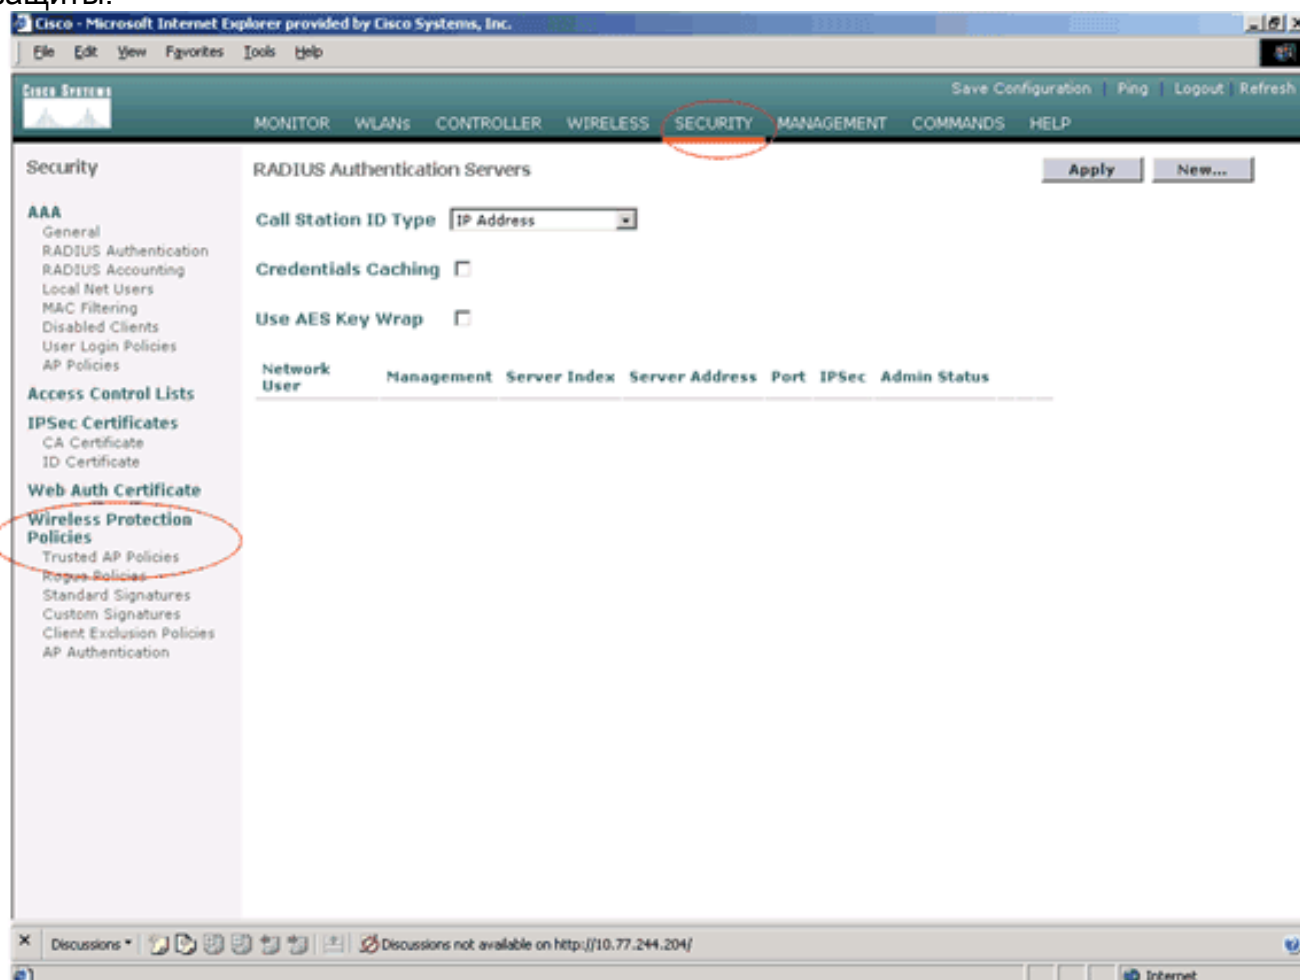 защиты.
Cisco - Microsoft Internet Explorer provided by Cisco Systems, Inc.
File Edit View Favorites Tools Help
CISCO SYSTEMS
Save Configuration | Ping | Logout | Refresh
MONITOR WLANs CONTROLLER WIRELESS SECURITY MANAGEMENT COMMANDS HELP
Security
AAA
General
RADIUS Authentication
RADIUS Accounting
Local Net Users
MAC Filtering
Disabled Clients
User Login Policies
AP Policies
Access Control Lists
IPSec Certificates
CA Certificate
ID Certificate
Web Auth Certificate
Wireless Protection
Policies
Trusted AP Policies
Rogue Policies
Standard Signatures
Custom Signatures
Client Exclusion Policies
AP Authentication
RADIUS Authentication Servers
Apply New...
Call Station ID Type IP Address
Credentials Caching
Use AES Key Wrap
Network
User Management Server Index Server Address Port IPSec Admin Status
Discussions Discussions not available on http://10.77.244.204/
Internet